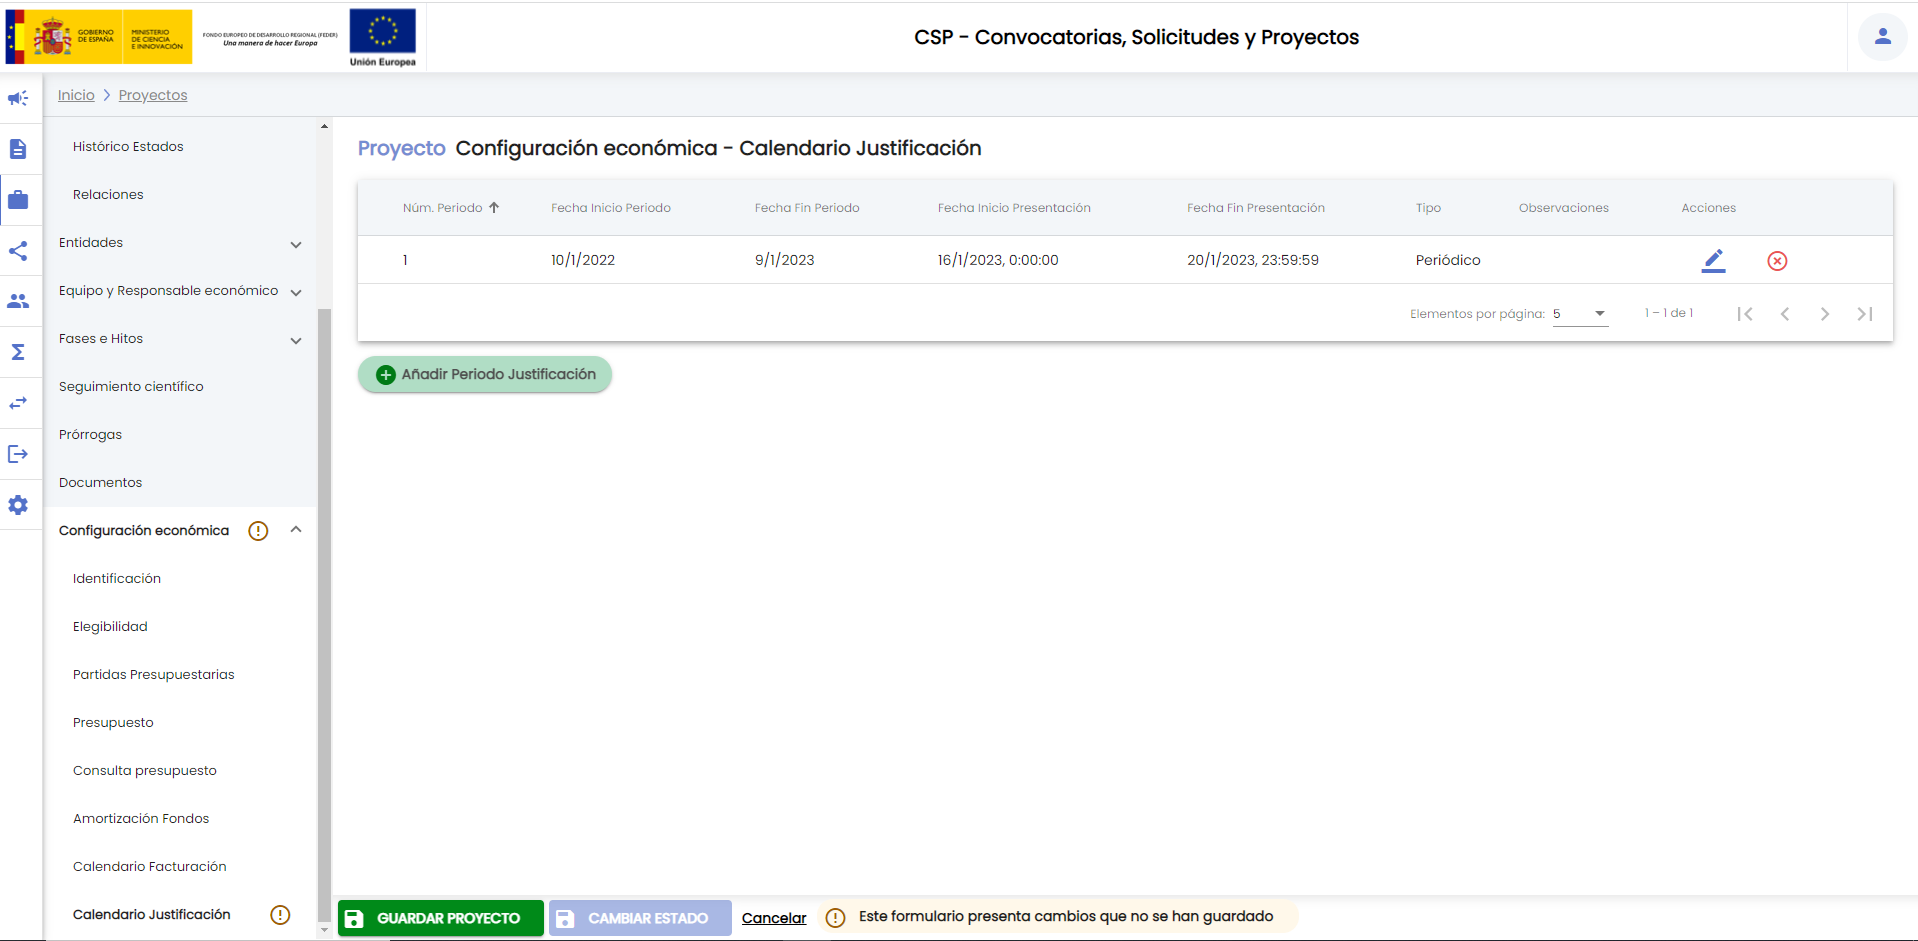 GOBIERNO
DE ESPAÑA
MINISTERIO
DE CIENCIA
E INNOVACIÓN
FONDO EUROPEO DE DESARROLLO REGIONAL (FEDER)
Una manera de hacer Europa
Unión Europea
CSP - Convocatorias, Solicitudes y Proyectos
Inicio > Proyectos
Histórico Estados
Relaciones
Entidades
Equipo y Responsable económico
Fases e Hitos
Seguimiento científico
Prórrogas
Documentos
Configuración económica
Identificación
Elegibilidad
Partidas Presupuestarias
Presupuesto
Consulta presupuesto
Amortización Fondos
Calendario Facturación
Calendario Justificación
Proyecto Configuración económica - Calendario Justificación
Núm. Periodo Fecha Inicio Periodo Fecha Fin Periodo Fecha Inicio Presentación Fecha Fin Presentación Tipo Observaciones Acciones
1 10/1/2022 9/1/2023 16/1/2023, 0:00:00 20/1/2023, 23:59:59 Periódico
Elementos por página: 5 1 – 1 de 1
Añadir Periodo Justificación
GUARDAR PROYECTO CAMBIAR ESTADO Cancelar Este formulario presenta cambios que no se han guardado